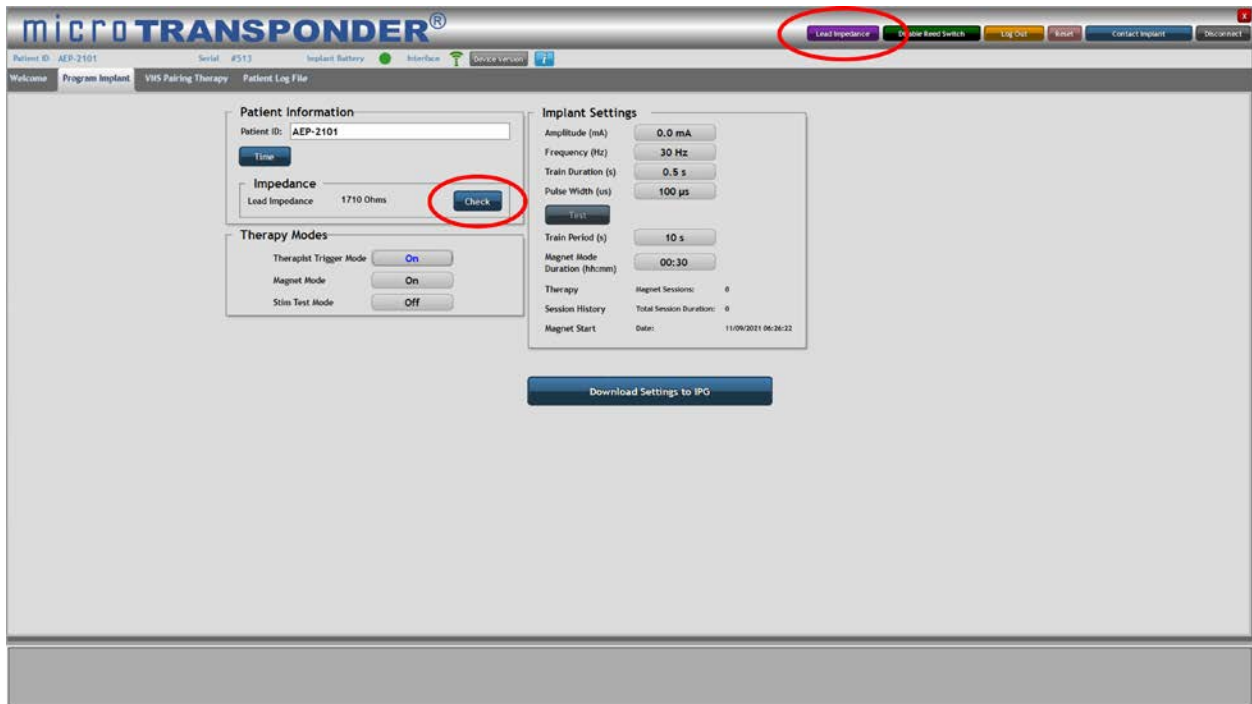 microTRANSPONDER®
X
Lead Impedance
Disable Reed Switch
Log Out
Reset
Contact Implant
Disconnect
Patient ID AEP-2101 Serial #513 Implant Battery Interface Device version i
Welcome Program Implant VNS Pairing Therapy Patient Log File
Patient Information
Patient ID: AEP-2101
Time
Impedance
Lead Impedance 1710 Ohms Check
Therapy Modes
Therapist Trigger Mode On
Magnet Mode On
Stim Test Mode Off
Implant Settings
Amplitude (mA) 0.0 mA
Frequency (Hz) 30 Hz
Train Duration (s) 0.5 s
Pulse Width (us) 100 µs
Test
Train Period (s) 10 s
Magnet Mode
Duration (hh:mm) 00:30
Therapy Magnet Sessions: 0
Session History Total Session Duration: 0
Magnet Start Date: 11/09/2021 06:26:22
Download Settings to IPG